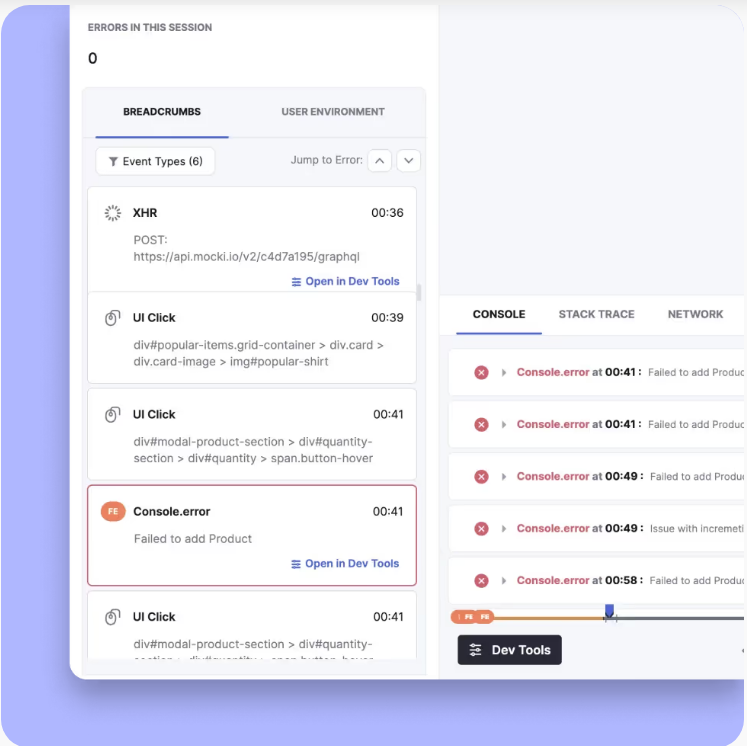 ERRORS IN THIS SESSION
0
BREADCRUMBS
USER ENVIRONMENT
Event Types (6)
Jump to Error:
XHR
00:36
POST:
https://api.mocki.io/v2/c4d7a195/graphql
Open in Dev Tools
UI Click
00:39
div#popular-items.grid-container > div.card >
div.card-image > img#popular-shirt
UI Click
00:41
div#modal-product-section > div#quantity-
section > div#quantity > span.button-hover
FE
Console.error
00:41
Failed to add Product
Open in Dev Tools
UI Click
00:41
div#modal-product-section > div#quantity-
CONSOLE
STACK TRACE
NETWORK
Console.error at 00:41 : Failed to add Produc
Console.error at 00:41 : Failed to add Produc
Console.error at 00:49 : Failed to add Produc
Console.error at 00:49 : Issue with incremeti
Console.error at 00:58 : Failed to add Produc
FE
FE
Dev Tools